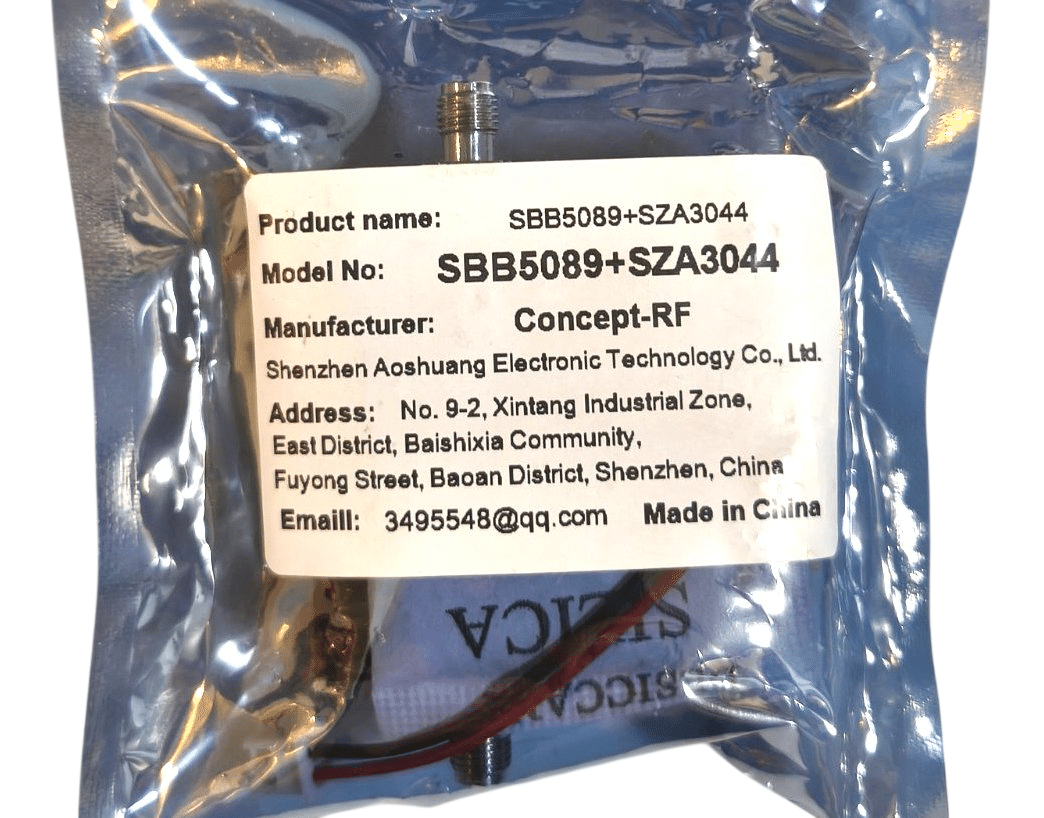 Product name: SBB5089+SZA3044
Model No: SBB5089+SZA3044
Manufacturer: Concept-RF
Shenzhen Aoshuang Electronic Technology Co., Ltd.
Address: No. 9-2, Xintang Industrial Zone,
East District, Baishixia Community,
Fuyong Street, Baoan District, Shenzhen, China
Emaill: 3495548@qq.com Made in China
SILICA